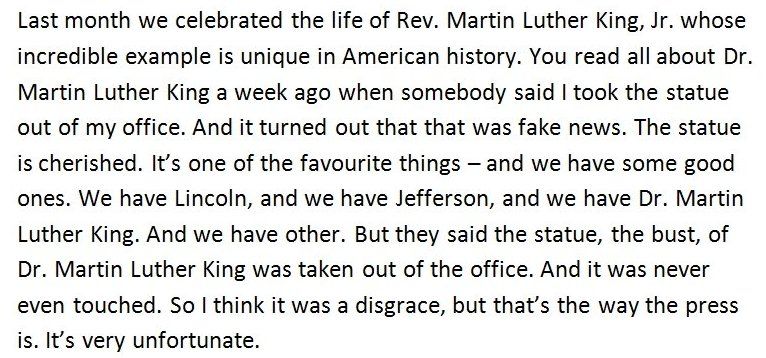 Last month we celebrated the life of Rev. Martin Luther King, Jr. whose
incredible example is unique in American history. You read all about Dr.
Martin Luther King a week ago when somebody said I took the statue
out of my office. And it turned out that that was fake news. The statue
is cherished. It’s one of the favourite things – and we have some good
ones. We have Lincoln, and we have Jefferson, and we have Dr. Martin
Luther King. And we have other. But they said the statue, the bust, of
Dr. Martin Luther King was taken out of the office. And it was never
even touched. So I think it was a disgrace, but that’s the way the press
is. It’s very unfortunate.